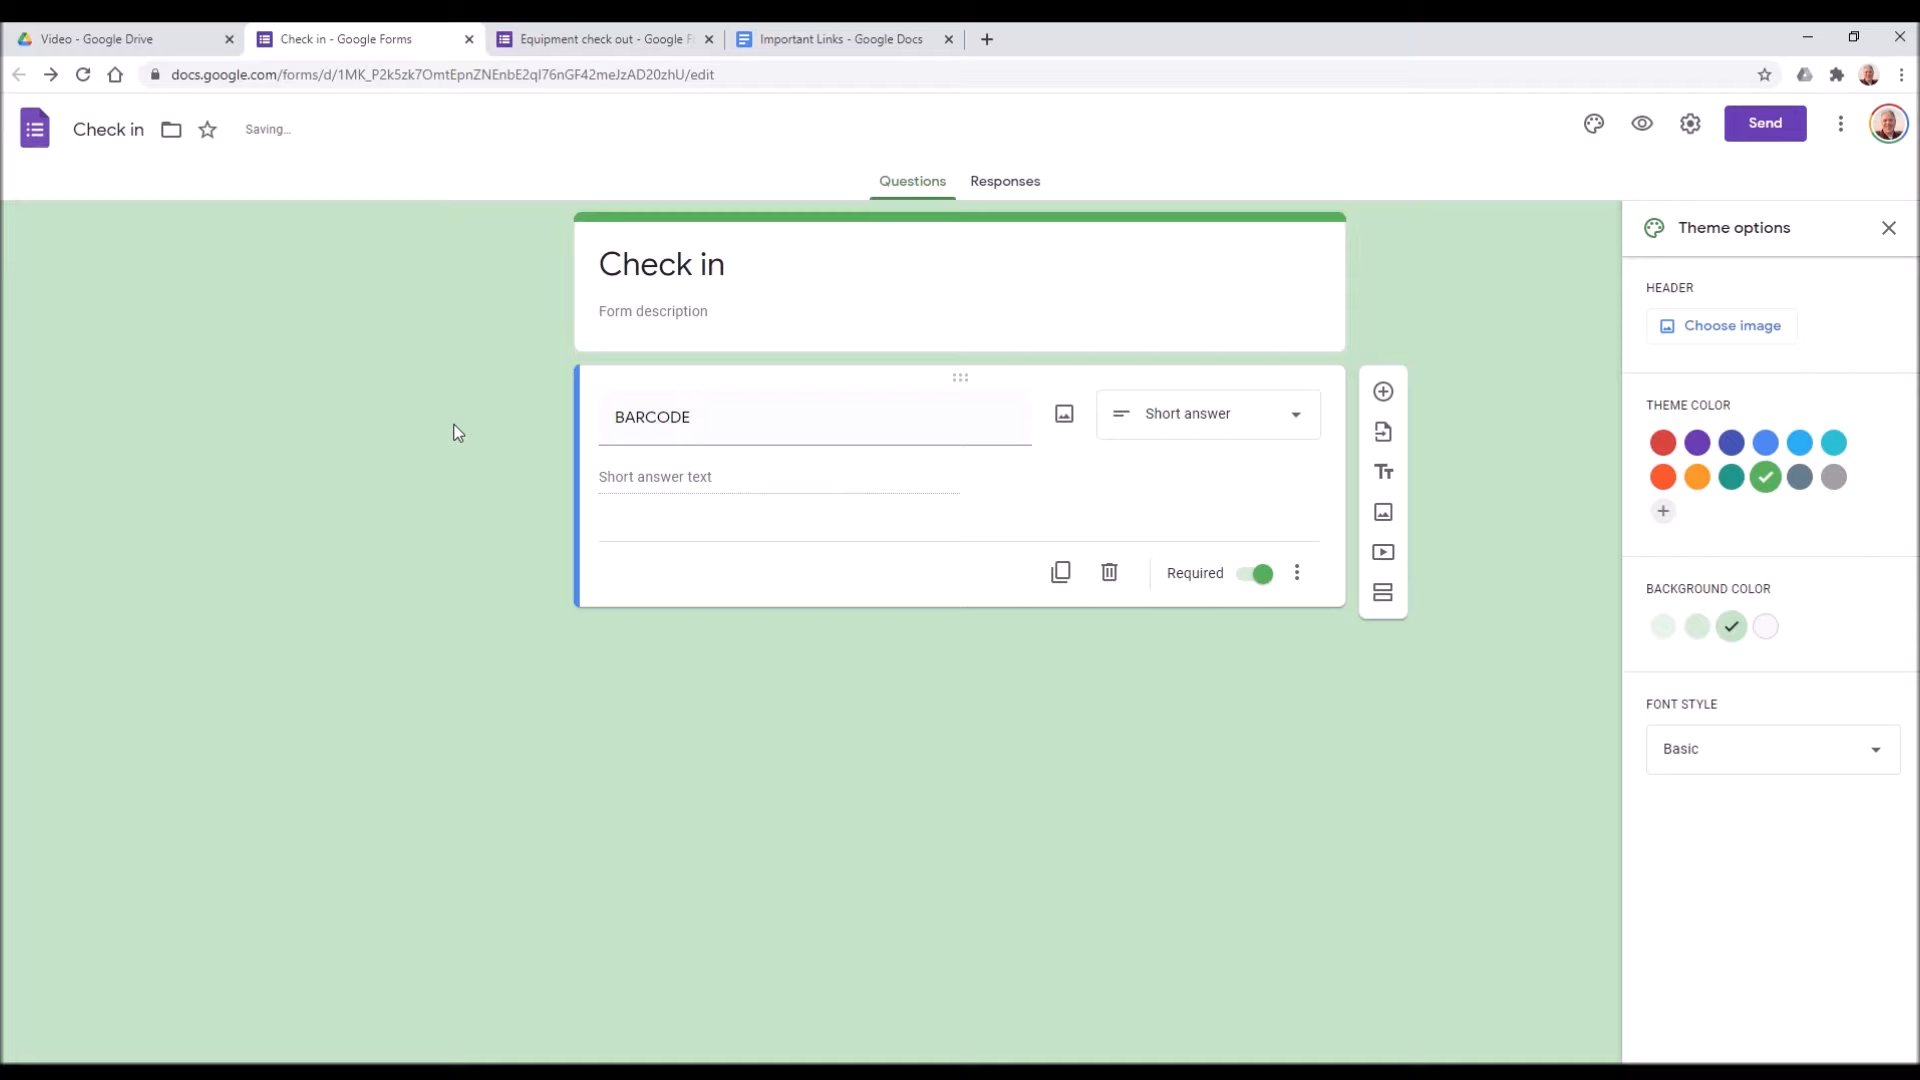 Video - Google Drive
Check in - Google Forms
Equipment check out - Google F
Important Links - Google Docs
docs.google.com/forms/d/1MK_P2k5zk7OmtEpnZNEnbE2ql76nGF42meJzAD20zhU/edit
Check in
Saving...
Send
Questions
Responses
Theme options
Check in
Form description
HEADER
Choose image
BARCODE
Short answer
THEME COLOR
Short answer text
Required
BACKGROUND COLOR
FONT STYLE
Basic